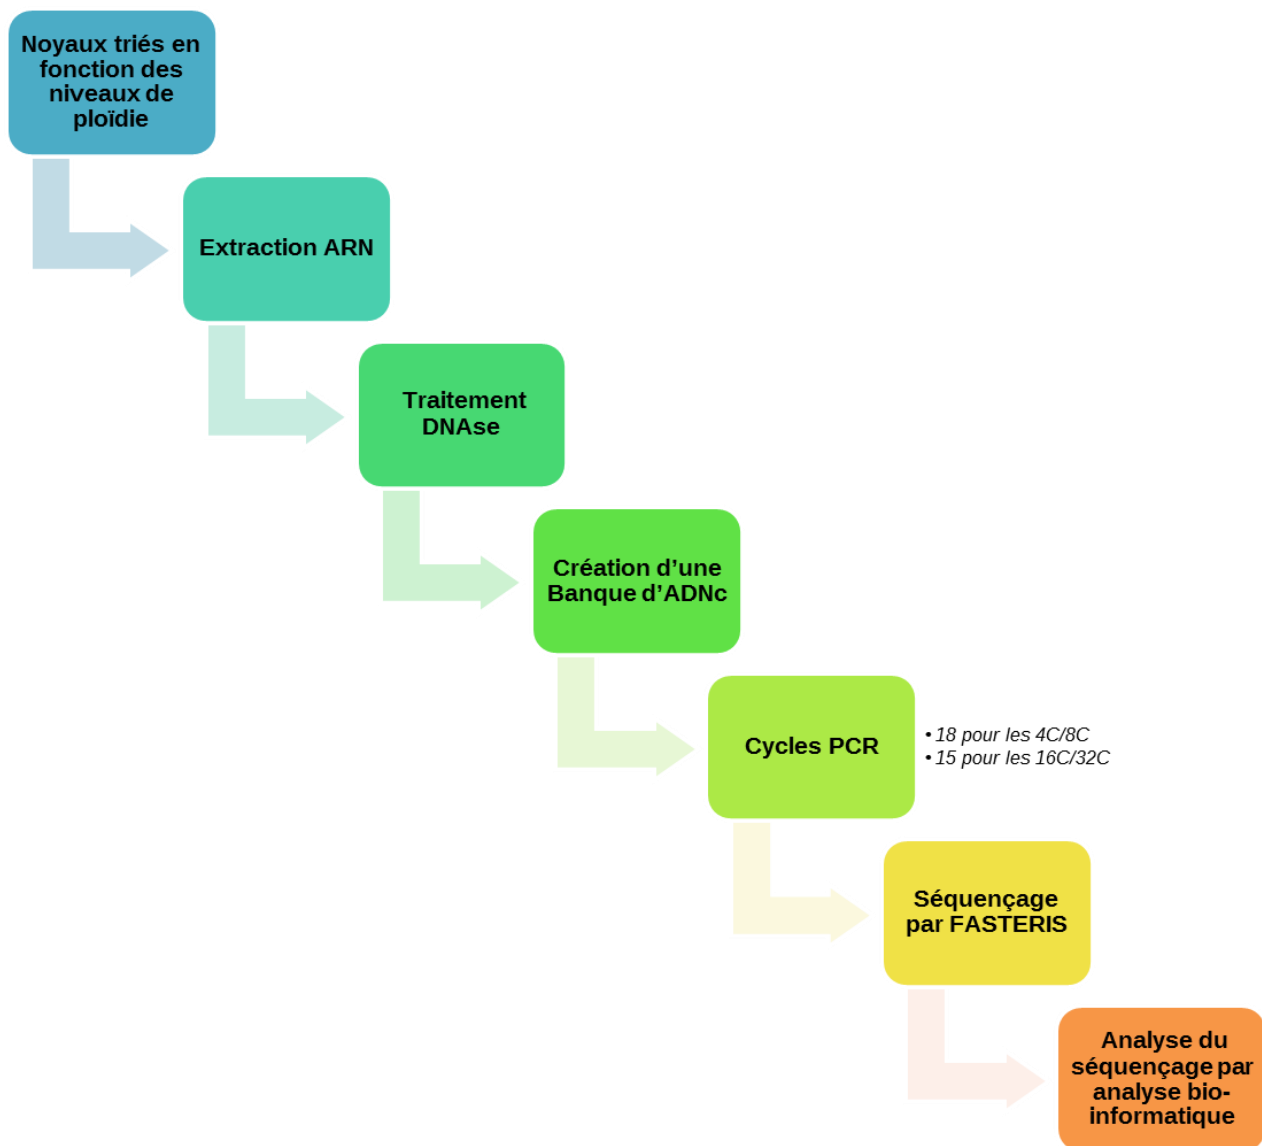 Noyaux triés en
fonction des
niveaux de
ploïdie
Extraction ARN
Traitement
DNAse
Création d’une
Banque d’ADNc
Cycles PCR
• 18 pour les 4C/8C
• 15 pour les 16C/32C
Séquençage
par FASTERIS
Analyse du
séquençage par
analyse bio-
informatique